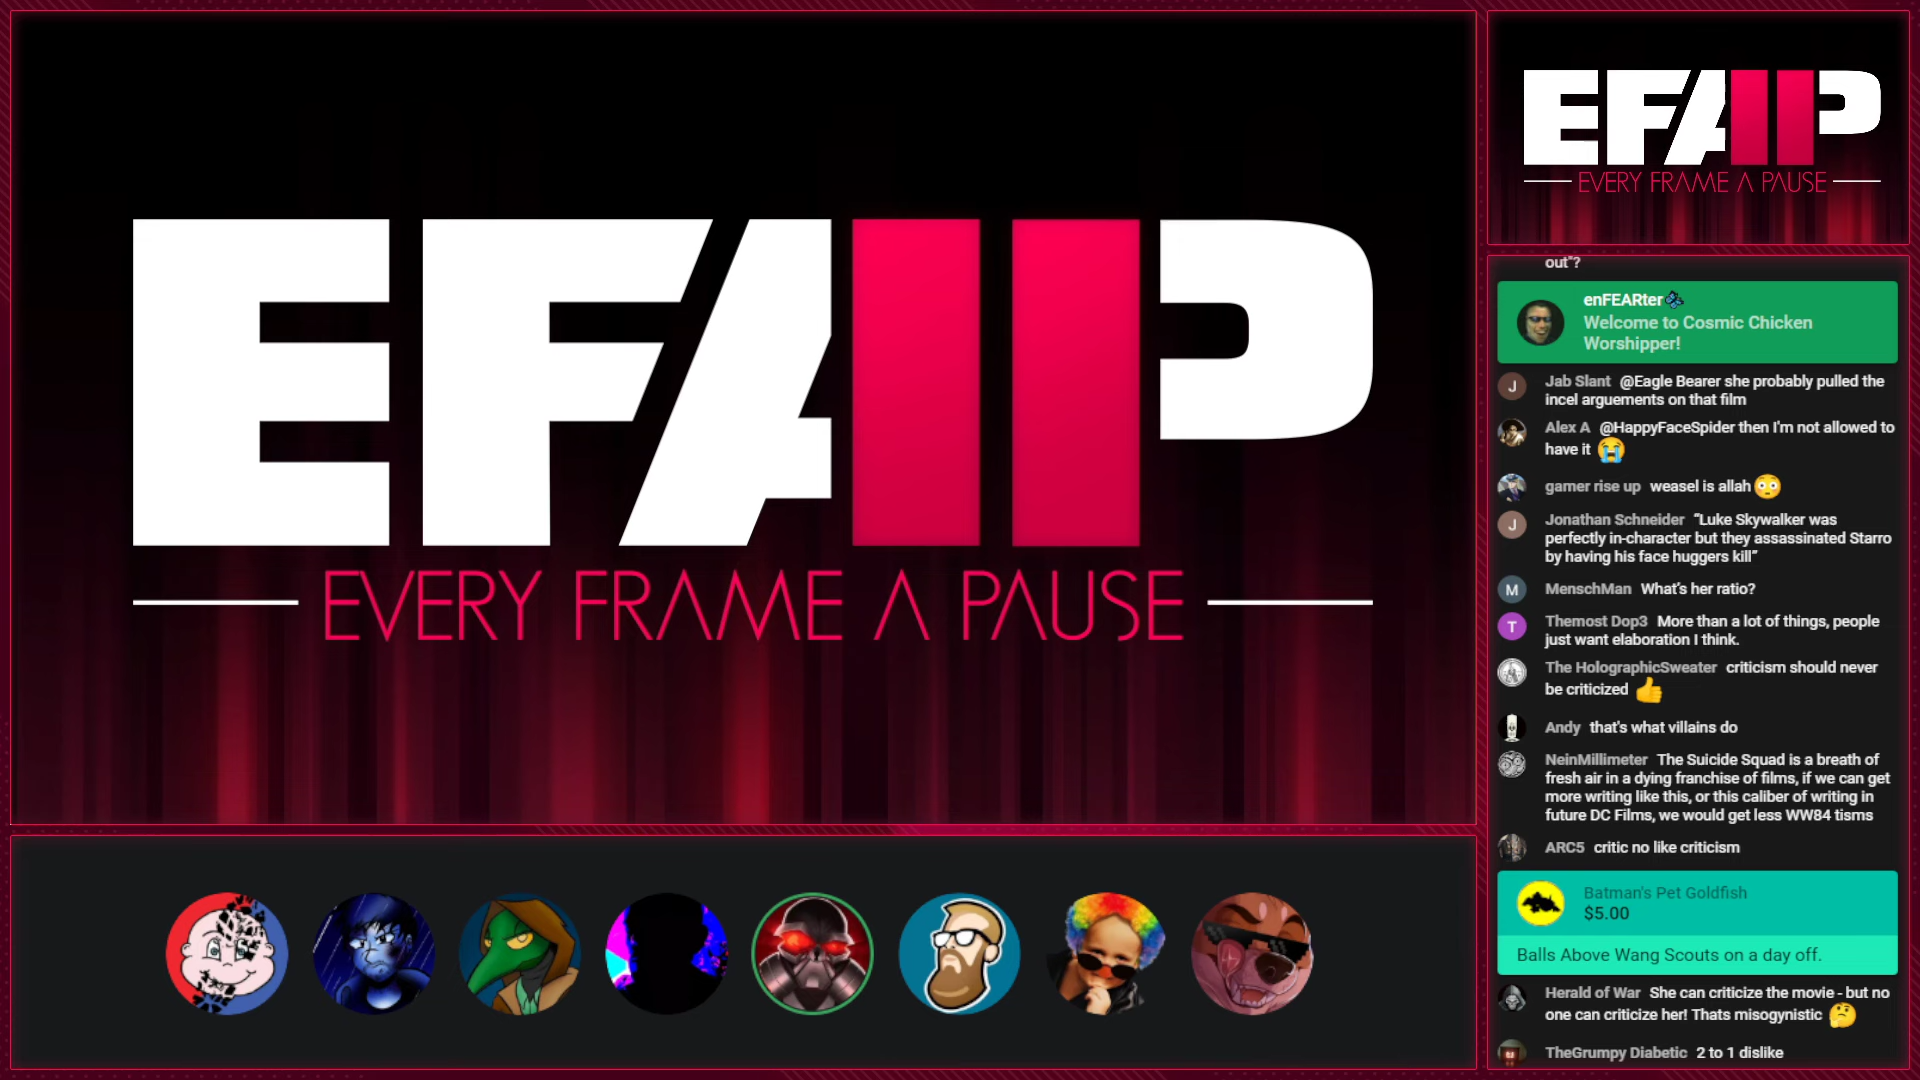 EFAP
EVERY FRAME A PAUSE
EFAP
EVERY FRAME A PAUSE
out"?
enFEARter
Welcome to Cosmic Chicken
Worshipper!
J
Jab Slant @Eagle Bearer she probably pulled the
incel arguements on that film
Alex A @HappyFaceSpider then I'm not allowed to
have it 😭
gamer rise up weasel is allah😳
J
Jonathan Schneider "Luke Skywalker was
perfectly in-character but they assassinated Starro
by having his face huggers kill"
M
MenschMan What's her ratio?
T
Themost Dop3 More than a lot of things, people
just want elaboration I think.
The HolographicSweater criticism should never
be criticized 👍
Andy that's what villains do
NeinMillimeter The Suicide Squad is a breath of
fresh air in a dying franchise of films, if we can get
more writing like this, or this caliber of writing in
future DC Films, we would get less WW84 tisms
ARC5 critic no like criticism
Batman's Pet Goldfish
$5.00
Balls Above Wang Scouts on a day off.
Herald of War She can criticize the movie - but no
one can criticize her! Thats misogynistic 🤔
TheGrumpy Diabetic 2 to 1 dislike